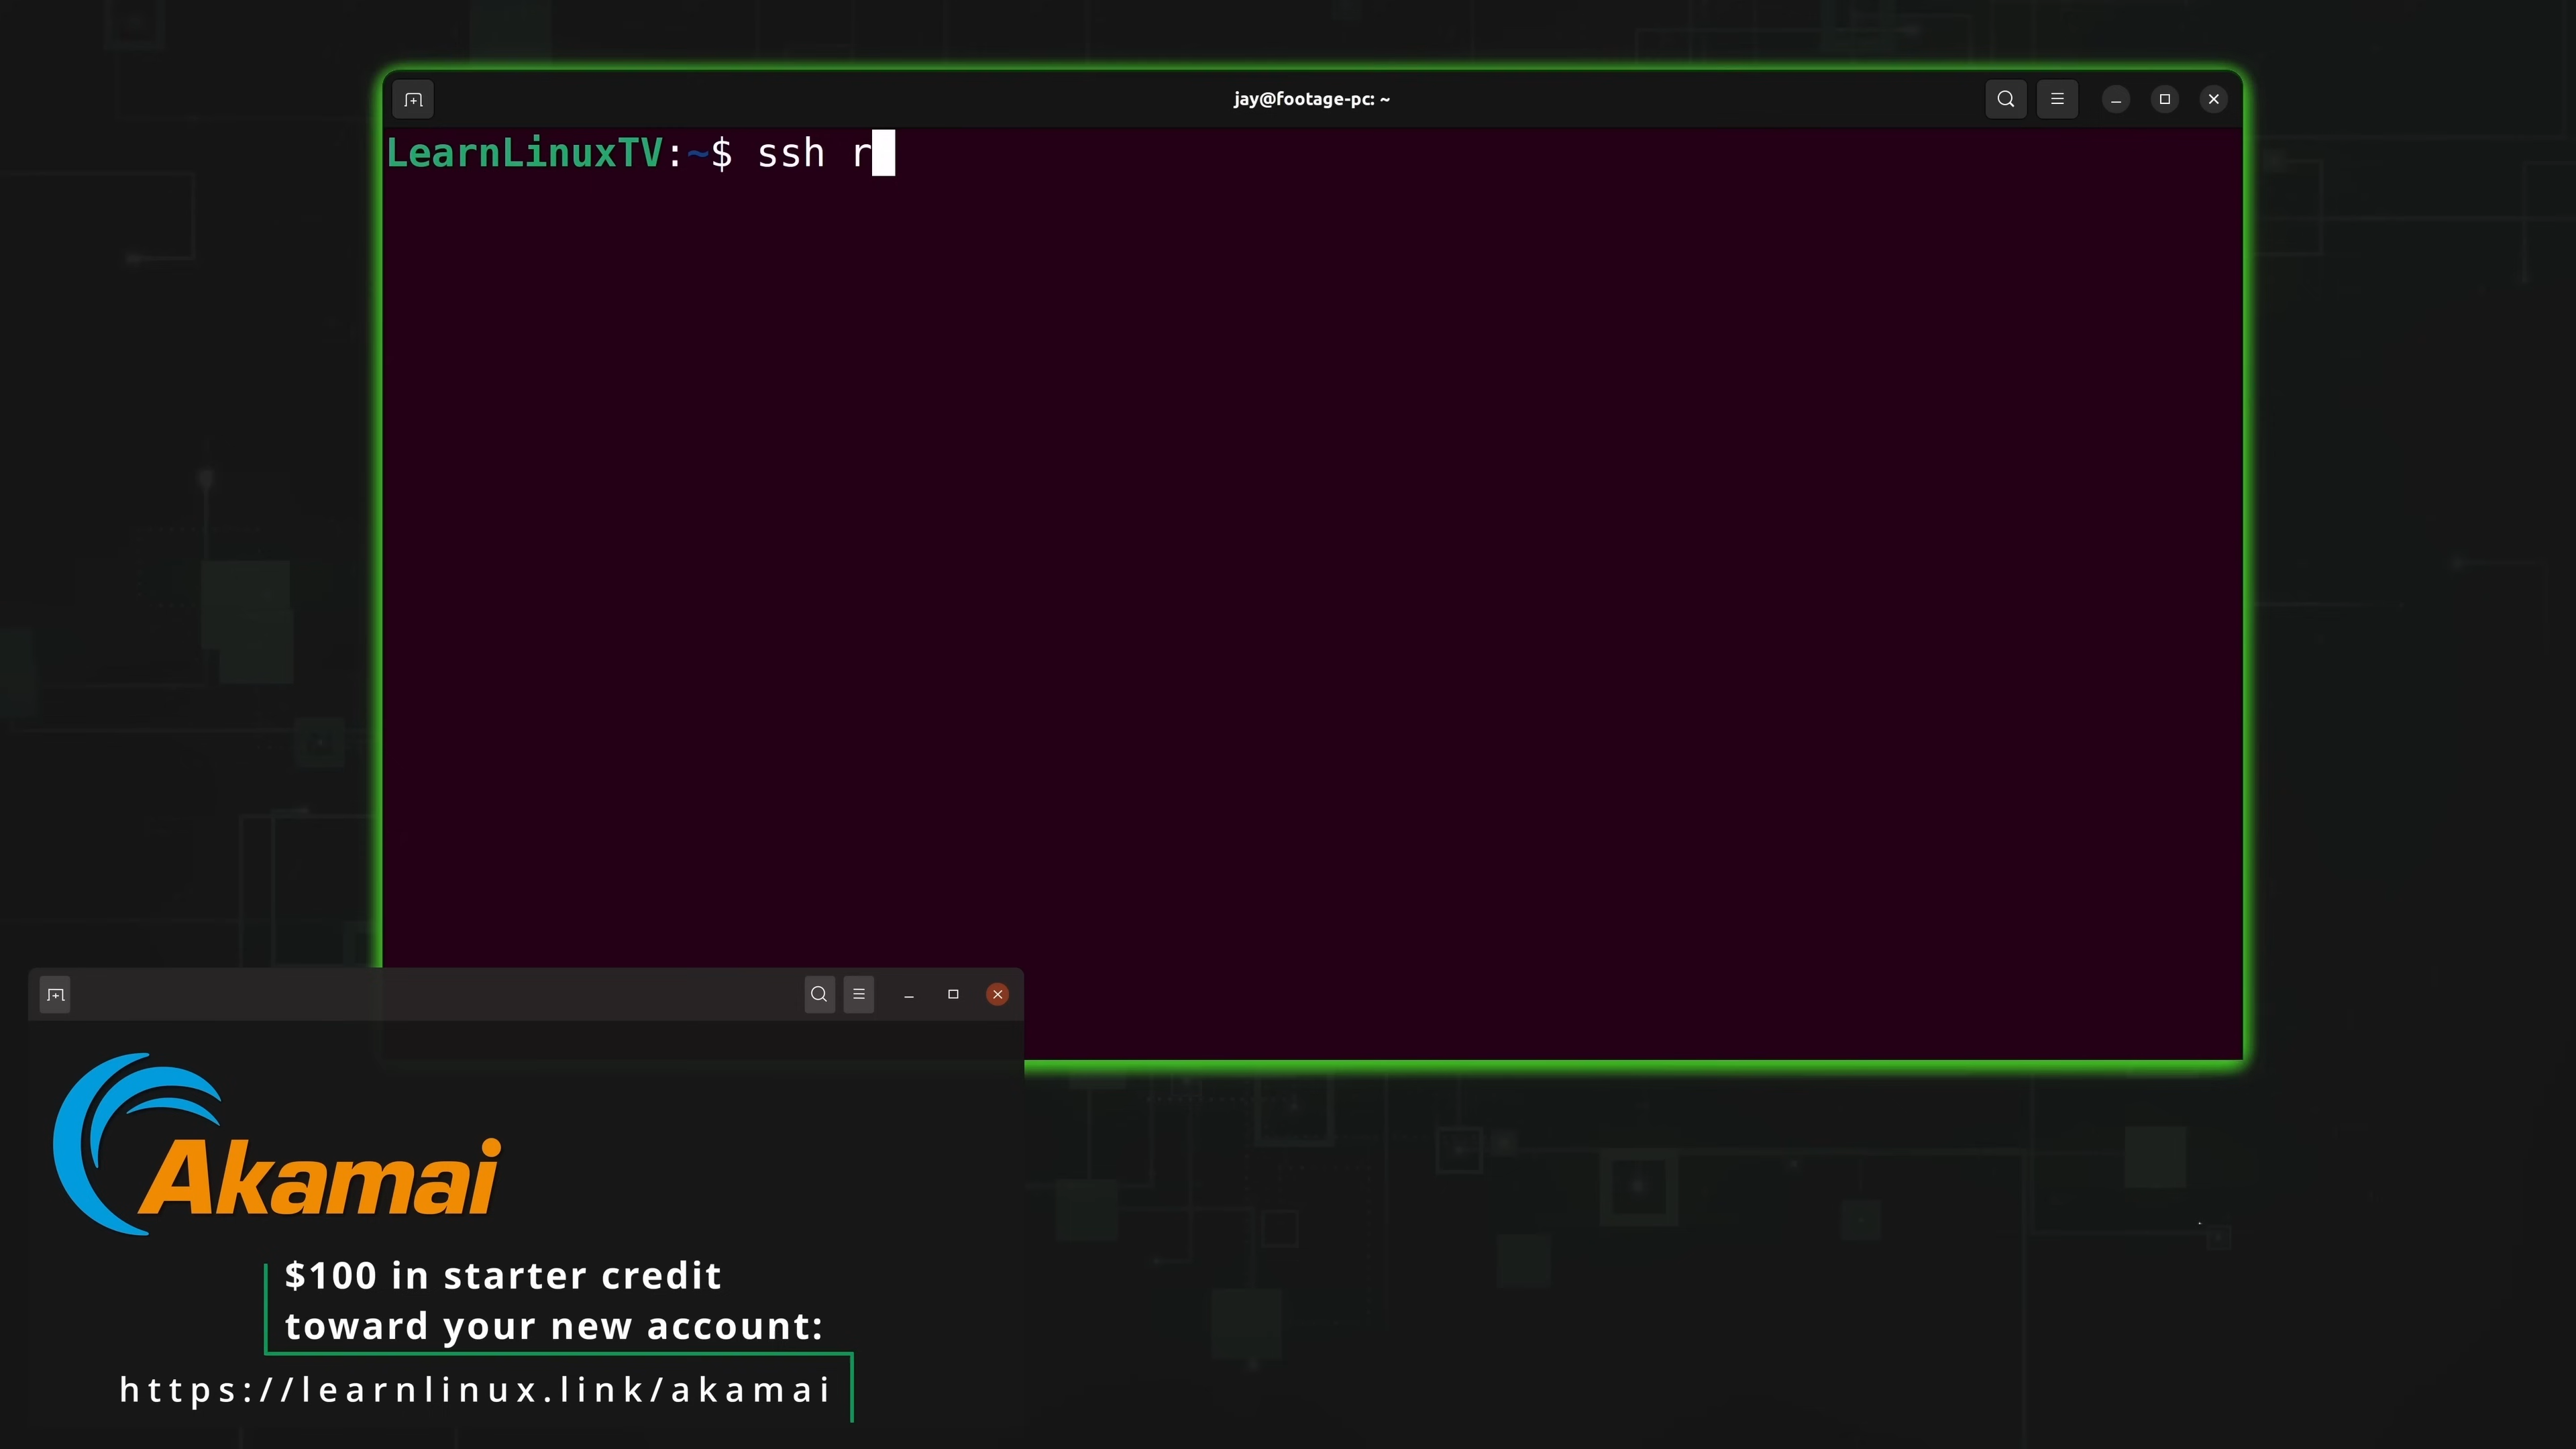 jay@footage-pc: ~
LearnLinuxTV:~$ ssh r
Akamai
$100 in starter credit
toward your new account:
https://learnlinux.link/akamai